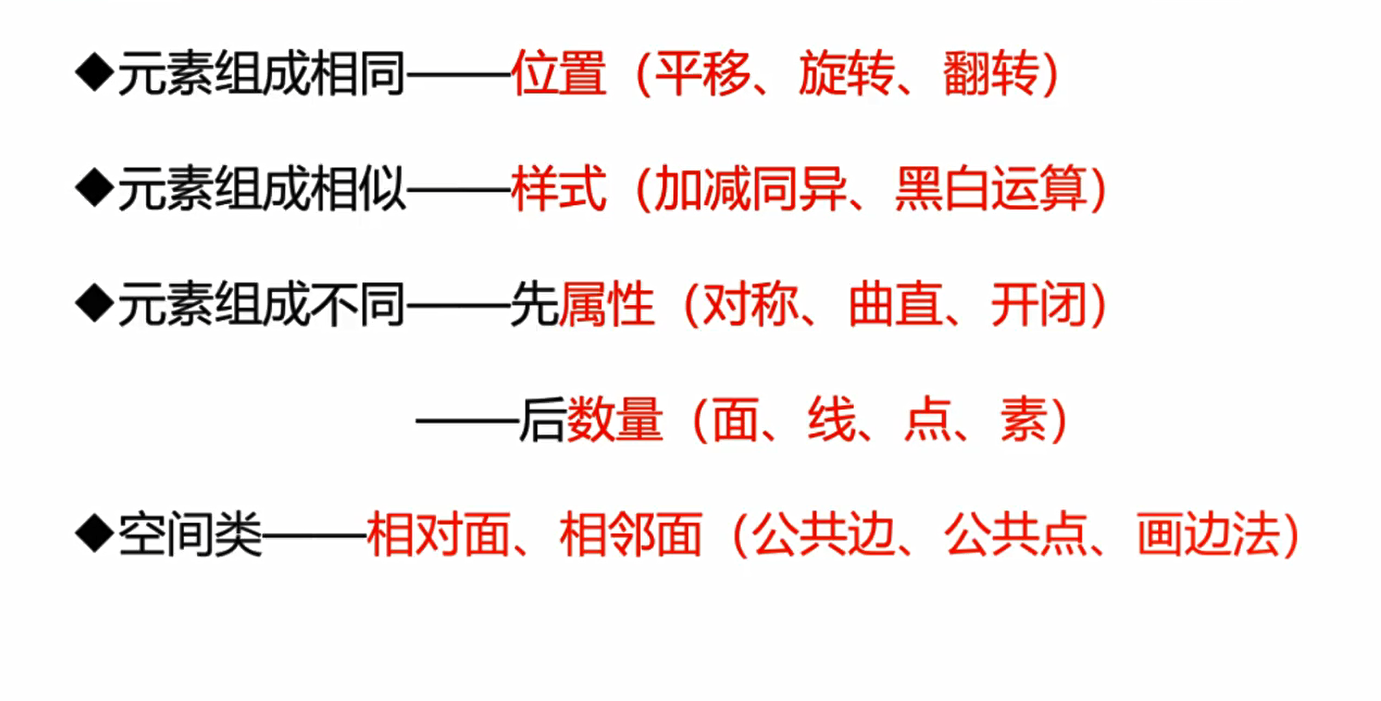 ◆元素组成相同——位置（平移、旋转、翻转）
◆元素组成相似——样式（加减同异、黑白运算）
◆元素组成不同——先属性（对称、曲直、开闭）
——后数量（面、线、点、素）
◆空间类——相对面、相邻面（公共边、公共点、画边法）